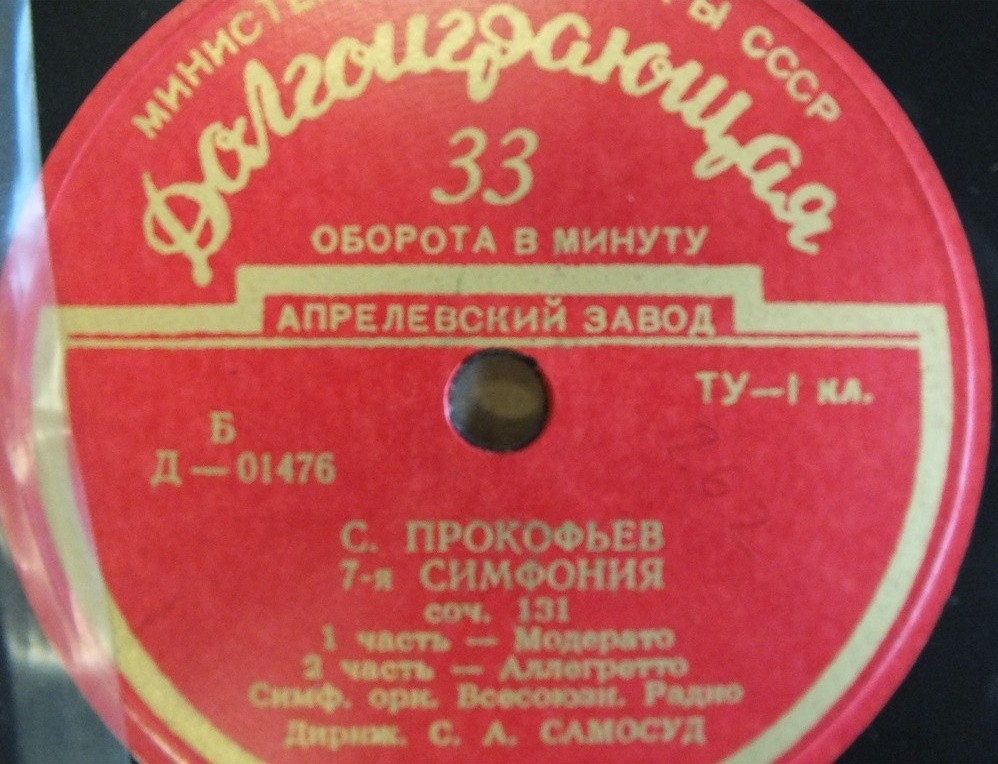 СССР
Долгоиграющая
33
ОБОРОТА В МИНУТУ
АПРЕЛЕВСКИЙ ЗАВОД
ТУ—I кл.
Б
Д — 01476
С. ПРОКОФЬЕВ
7-я СИМФОНИЯ
соч. 131
1 часть — Модерато
2 часть — Аллегретто
Симф. орк. Всесоюзн. Радио
Дириж. С. А. САМОСУД